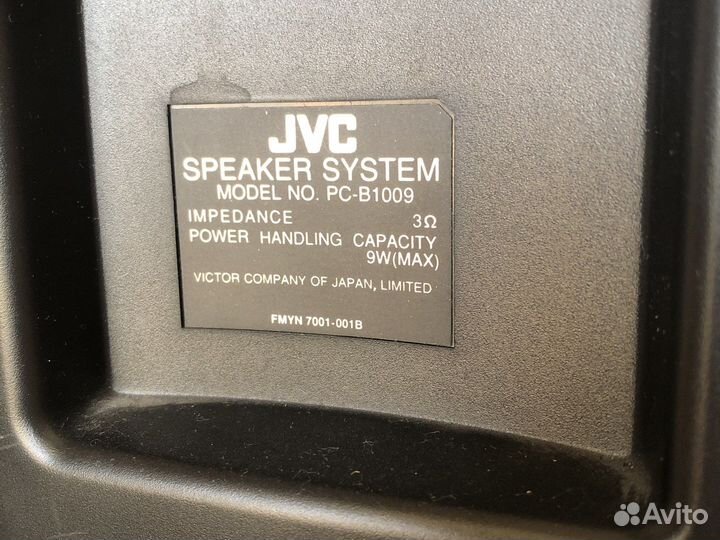 JVC
SPEAKER SYSTEM
MODEL NO. PC-B1009
IMPEDANCE 3Ω
POWER HANDLING CAPACITY
9W(MAX)
VICTOR COMPANY OF JAPAN, LIMITED
FMYN 7001-001B
Avito